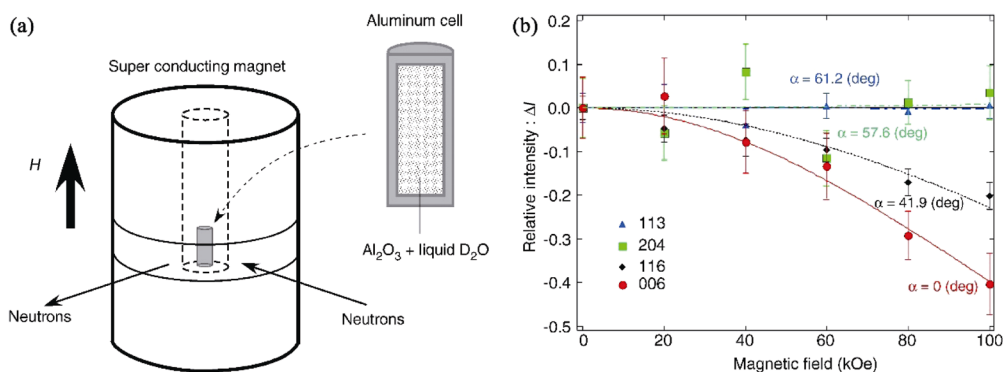 (a)
Aluminum cell
Super conducting magnet
H
Al₂O₃ + liquid D₂O
Neutrons
Neutrons
(b)
0.2
0.1
0.0
-0.1
-0.2
-0.3
-0.4
-0.5
Relative intensity : ΔI
α = 61.2 (deg)
α = 57.6 (deg)
α = 41.9 (deg)
α = 0 (deg)
113
204
116
006
0 20 40 60 80 100
Magnetic field (kOe)